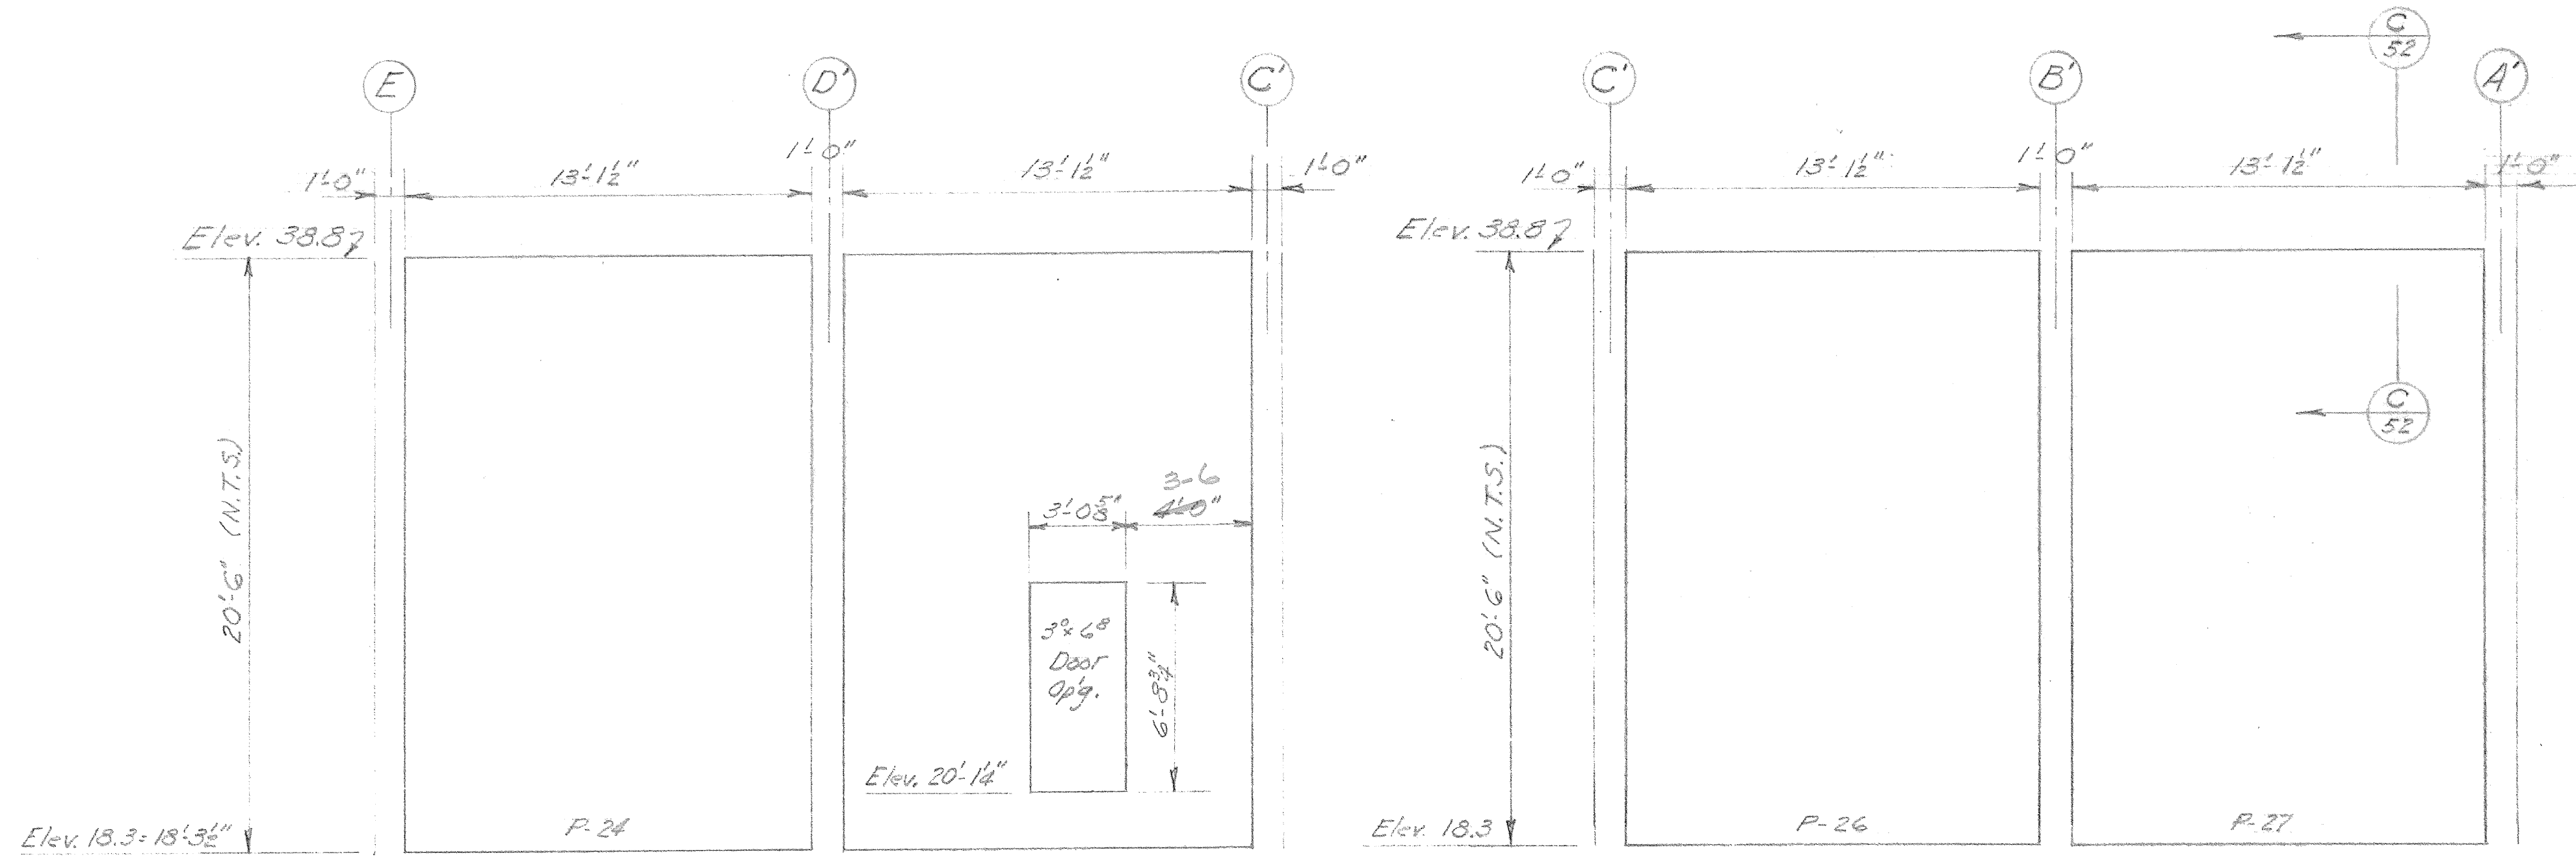 E
D'
C'
C'
B'
A'
C
52
1'-0"
13'-1½"
1'-0"
13'-1½"
1'-0"
1'-0"
13'-1½"
1'-0"
13'-1½"
1'-0"
Elev. 38.87
Elev. 38.87
20'-6" (N.T.S.)
20'-6" (N.T.S.)
C
52
3-6
3'-0⅝"
4'-0"
3⁰x6⁸
Door
Op'g.
6'-8¾"
Elev. 20'-1¼"
Elev. 18.3=18'-3½"
P-24
Elev. 18.3
P-26
P-27